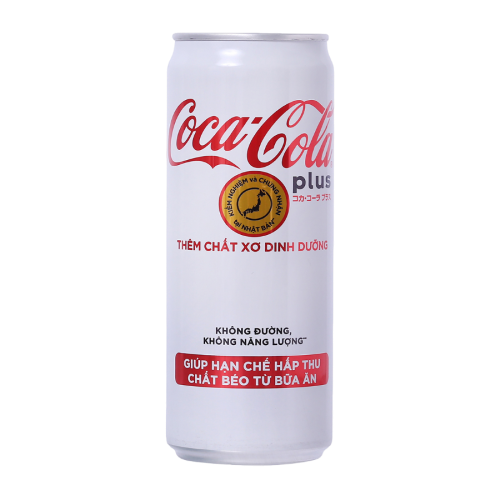 Coca-Cola
plus
コカ・コーラ プラス
KIỂM NGHIỆM VÀ CHỨNG NHẬN
TẠI NHẬT BẢN
THÊM CHẤT XƠ DINH DƯỠNG
KHÔNG ĐƯỜNG,
KHÔNG NĂNG LƯỢNG**
GIÚP HẠN CHẾ HẤP THU
CHẤT BÉO TỪ BỮA ĂN